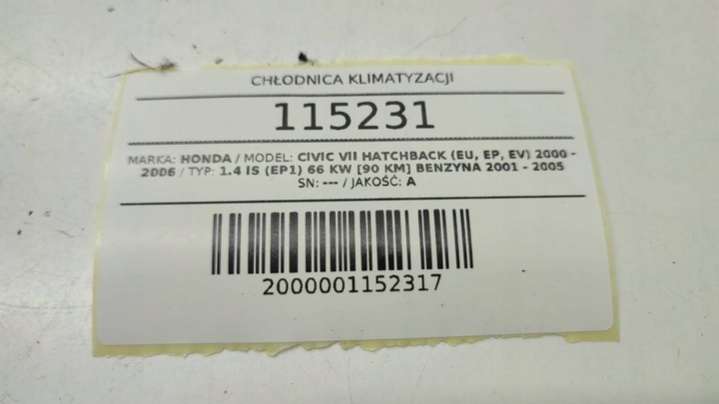 CHŁODNICA KLIMATYZACJI
115231
MARKA: HONDA / MODEL: CIVIC VII HATCHBACK (EU, EP, EV) 2000 -
2006 / TYP: 1.4 IS (EP1) 66 KW [90 KM] BENZYNA 2001 - 2005
SN: --- / JAKOŚĆ: A
2000001152317